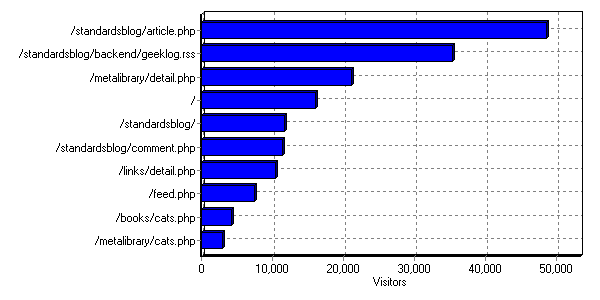 /standardsblog/article.php
/standardsblog/backend/geeklog.rss
/metalibrary/detail.php
/
/standardsblog/
/standardsblog/comment.php
/links/detail.php
/feed.php
/books/cats.php
/metalibrary/cats.php
0 10,000 20,000 30,000 40,000 50,000
Visitors